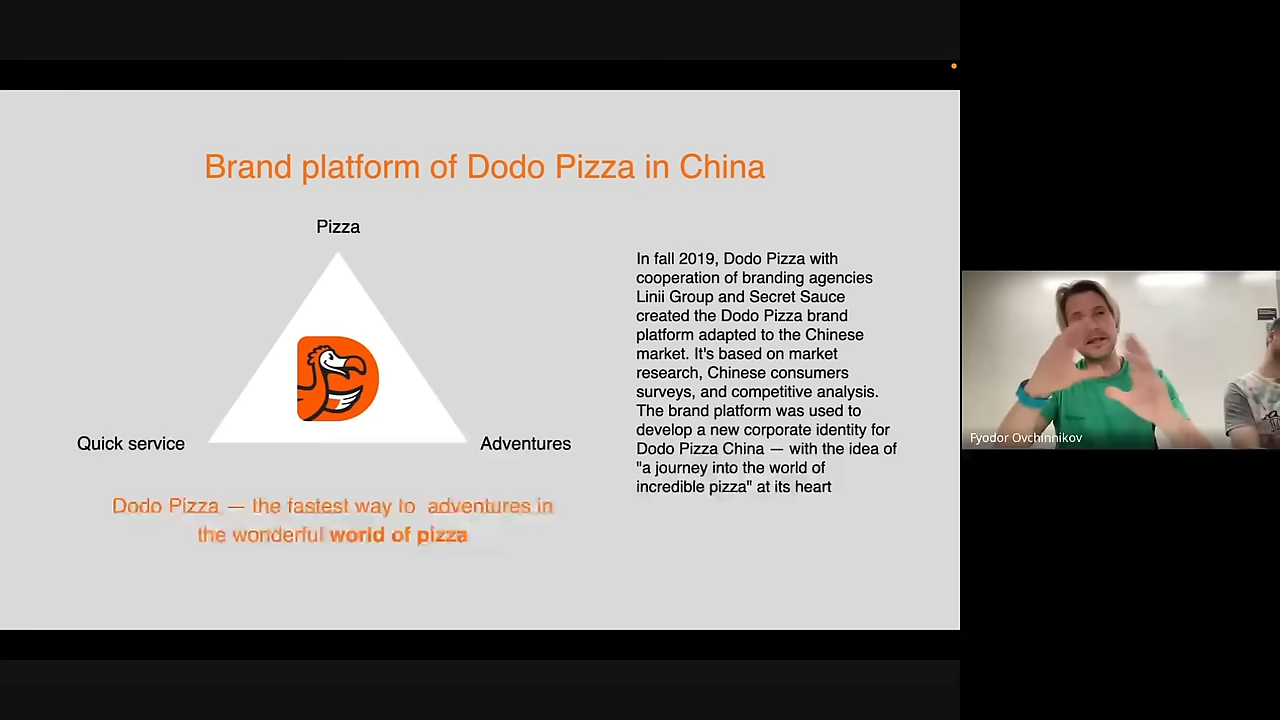 Brand platform of Dodo Pizza in China
Pizza
Quick service
Adventures
Dodo Pizza — the fastest way to adventures in
the wonderful world of pizza
In fall 2019, Dodo Pizza with
cooperation of branding agencies
Linii Group and Secret Sauce
created the Dodo Pizza brand
platform adapted to the Chinese
market. It's based on market
research, Chinese consumers
surveys, and competitive analysis.
The brand platform was used to
develop a new corporate identity for
Dodo Pizza China — with the idea of
"a journey into the world of
incredible pizza" at its heart
Fyodor Ovchinnikov